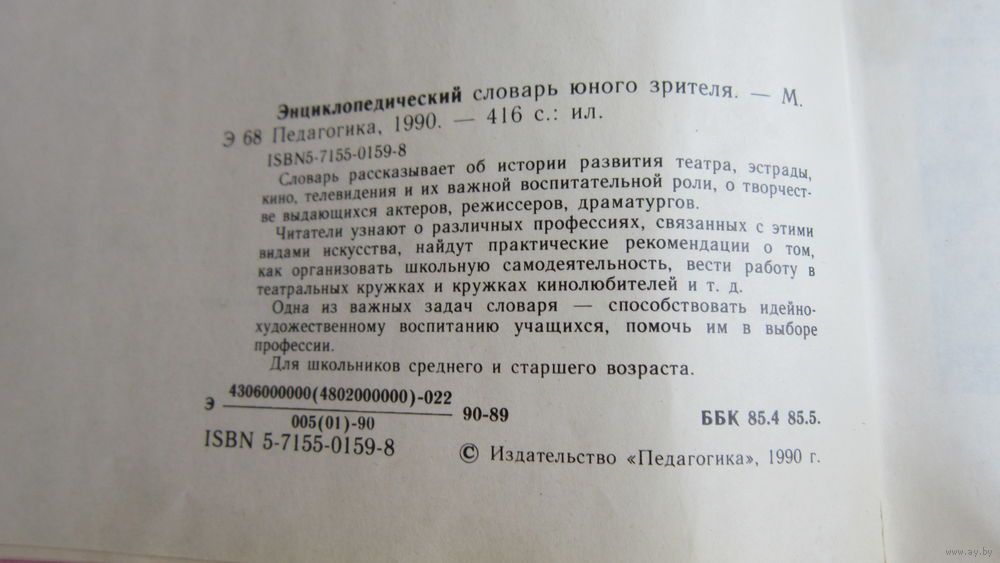 Энциклопедический словарь юного зрителя. — М.
Э 68 Педагогика, 1990. — 416 с.: ил.
ISBN5-7155-0159-8
Словарь рассказывает об истории развития театра, эстрады,
кино, телевидения и их важной воспитательной роли, о творчест-
ве выдающихся актеров, режиссеров, драматургов.
Читатели узнают о различных профессиях, связанных с этими
видами искусства, найдут практические рекомендации о том,
как организовать школьную самодеятельность, вести работу в
театральных кружках и кружках кинолюбителей и т. д.
Одна из важных задач словаря — способствовать идейно-
художественному воспитанию учащихся, помочь им в выборе
профессии.
Для школьников среднего и старшего возраста.
4306000000(4802000000)-022
Э 90-89 ББК 85.4 85.5.
005(01)-90
ISBN 5-7155-0159-8
© Издательство «Педагогика», 1990 г.
www.ay.by